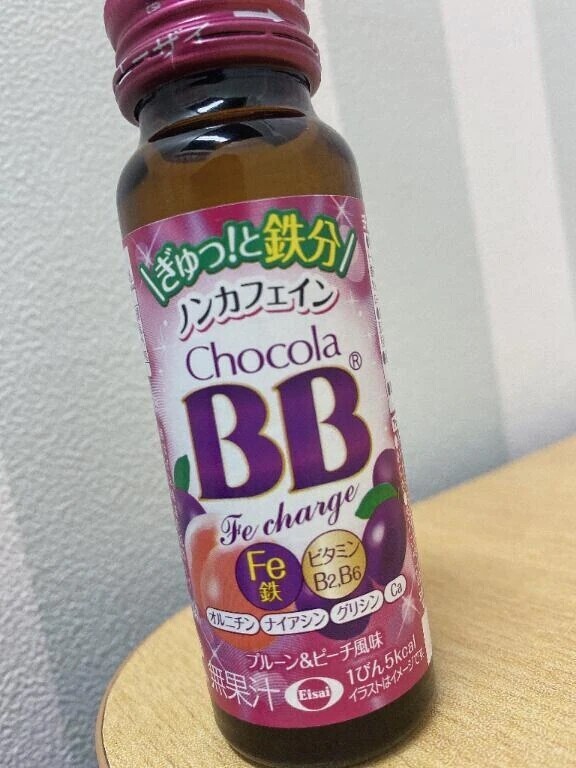 ーザイ
\ぎゅっ!と鉄分/
ノンカフェイン
Chocola
BB®
Fe charge
Fe
鉄
ビタミン
B2,B6
オルニチン ナイアシン グリシン Ca
プルーン&ピーチ風味
無果汁
Eisai
1びん5kcal
イラストはイメージです